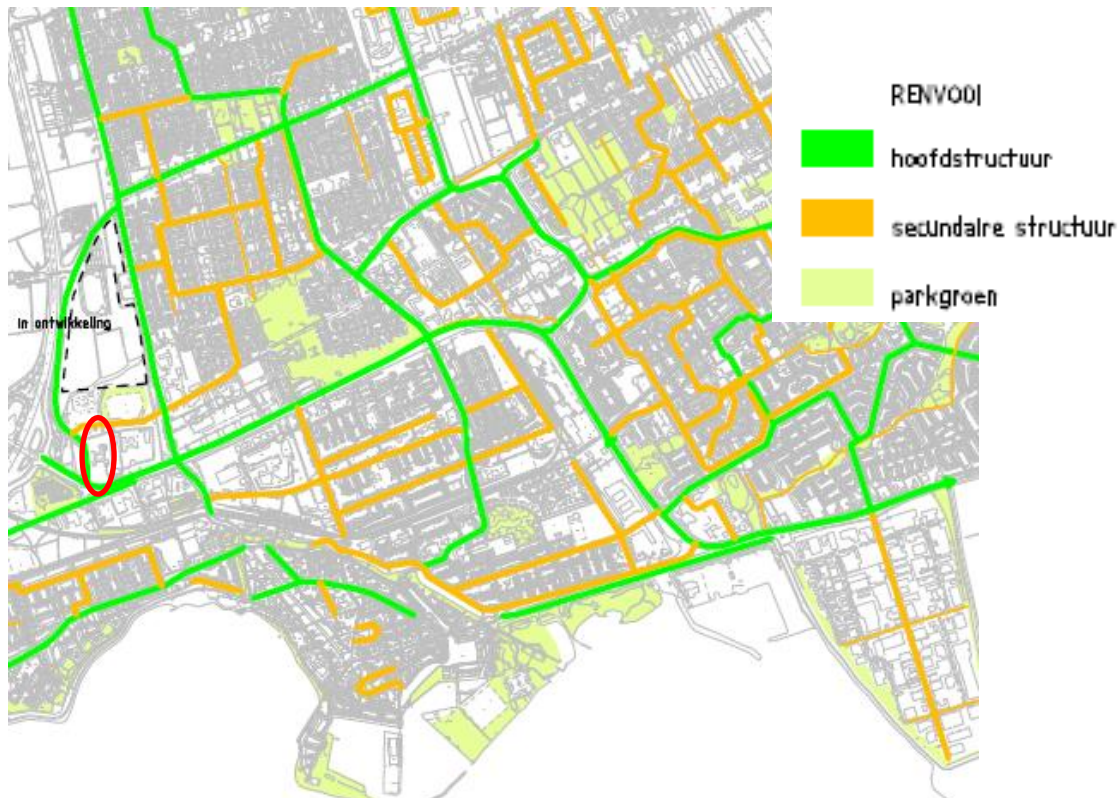 RENVOOI
hoofdstructuur
secundaire structuur
parkgroen
in ontwikkeling